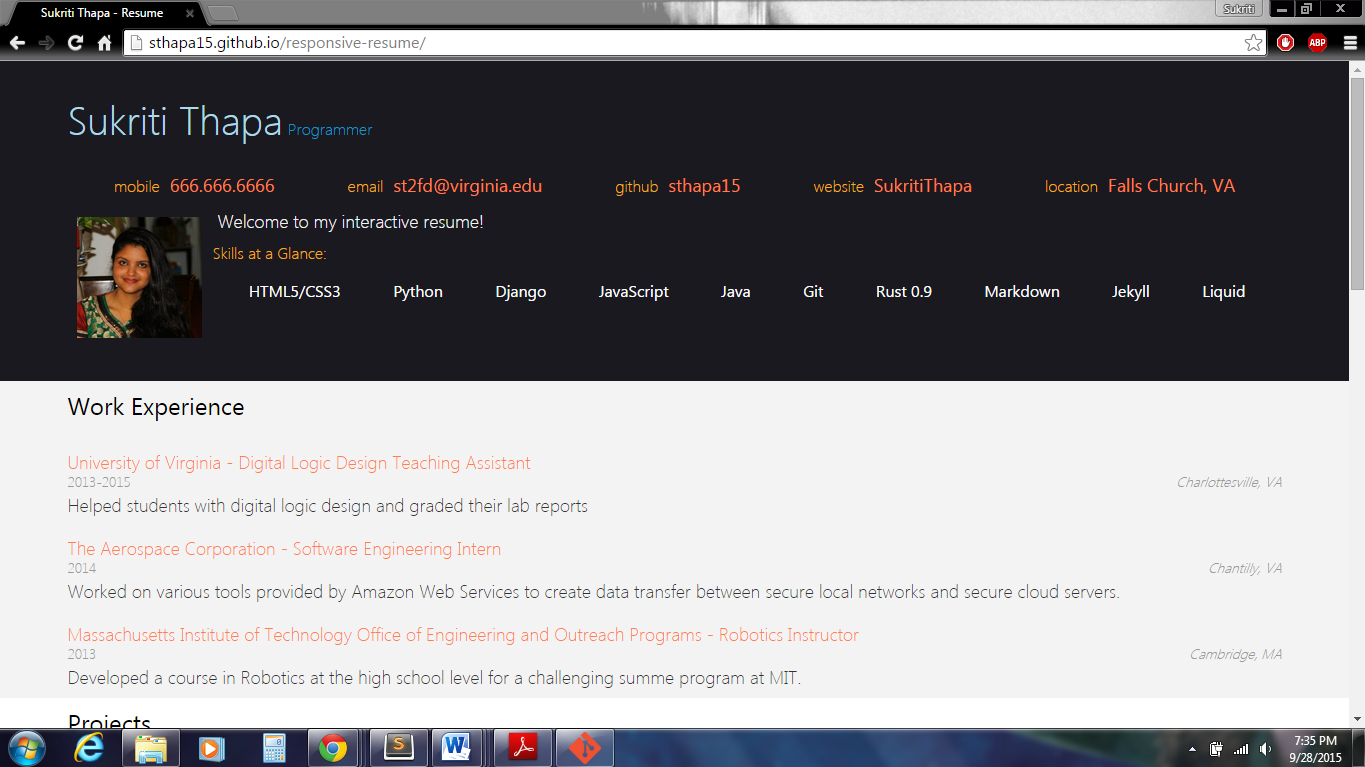 Sukriti Thapa - Resume
Sukriti
sthapa15.github.io/responsive-resume/
ABP
Sukriti Thapa Programmer
mobile 666.666.6666 email st2fd@virginia.edu github sthapa15 website SukritiThapa location Falls Church, VA
Welcome to my interactive resume!
Skills at a Glance:
HTML5/CSS3 Python Django JavaScript Java Git Rust 0.9 Markdown Jekyll Liquid
Work Experience
University of Virginia - Digital Logic Design Teaching Assistant
2013-2015 Charlottesville, VA
Helped students with digital logic design and graded their lab reports
The Aerospace Corporation - Software Engineering Intern
2014 Chantilly, VA
Worked on various tools provided by Amazon Web Services to create data transfer between secure local networks and secure cloud servers.
Massachusetts Institute of Technology Office of Engineering and Outreach Programs - Robotics Instructor
2013 Cambridge, MA
Developed a course in Robotics at the high school level for a challenging summe program at MIT.
Projects
7:35 PM
9/28/2015